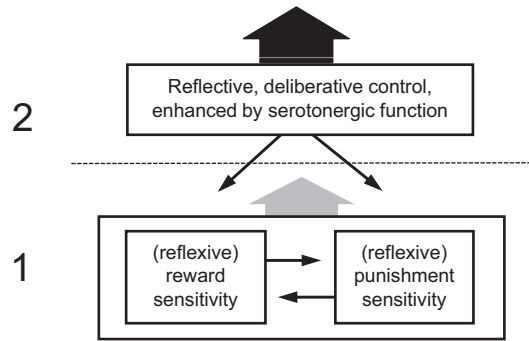 2
Reflective, deliberative control,
enhanced by serotonergic function
1
(reflexive)
reward
sensitivity
(reflexive)
punishment
sensitivity